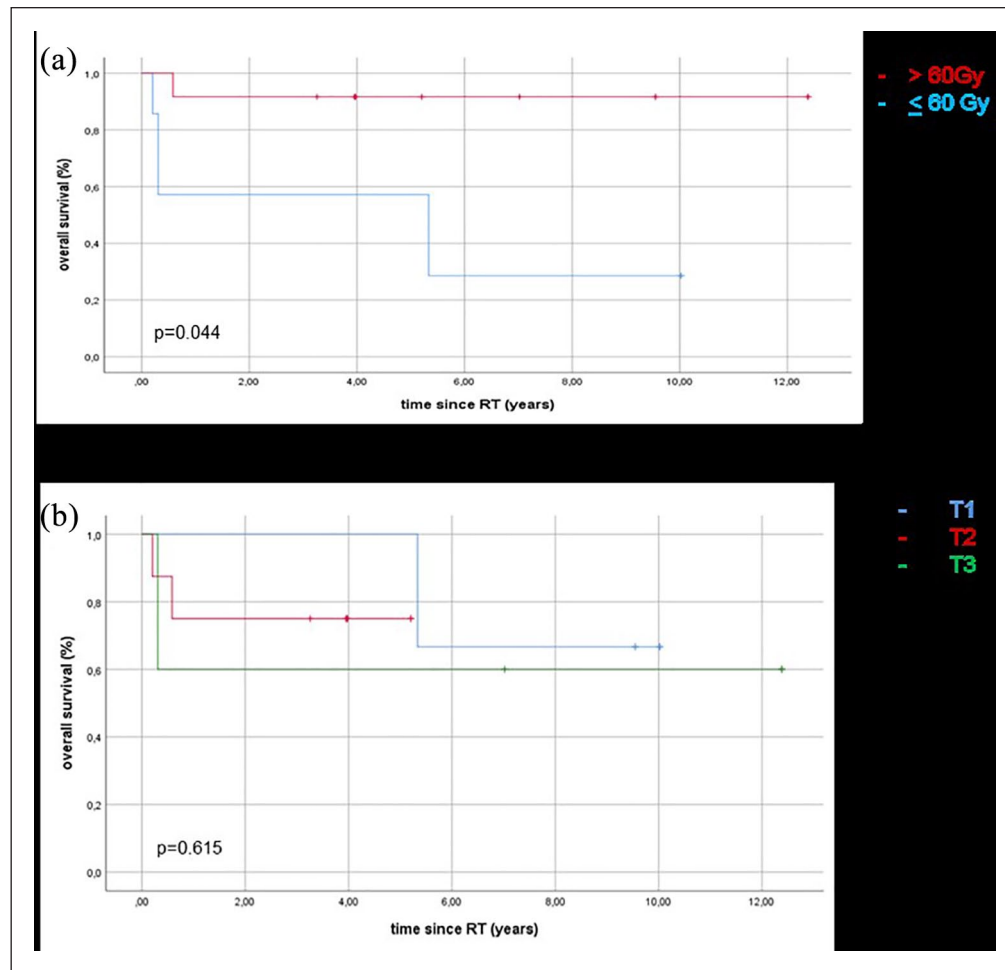 (a)
> 60Gy
≤ 60 Gy
1,0
0,8
0,6
0,4
0,2
0,0
overall survival (%)
p=0.044
,00 2,00 4,00 6,00 8,00 10,00 12,00
time since RT (years)
(b)
T1
T2
T3
1,0
0,8
0,6
0,4
0,2
0,0
overall survival (%)
p=0.615
,00 2,00 4,00 6,00 8,00 10,00 12,00
time since RT (years)